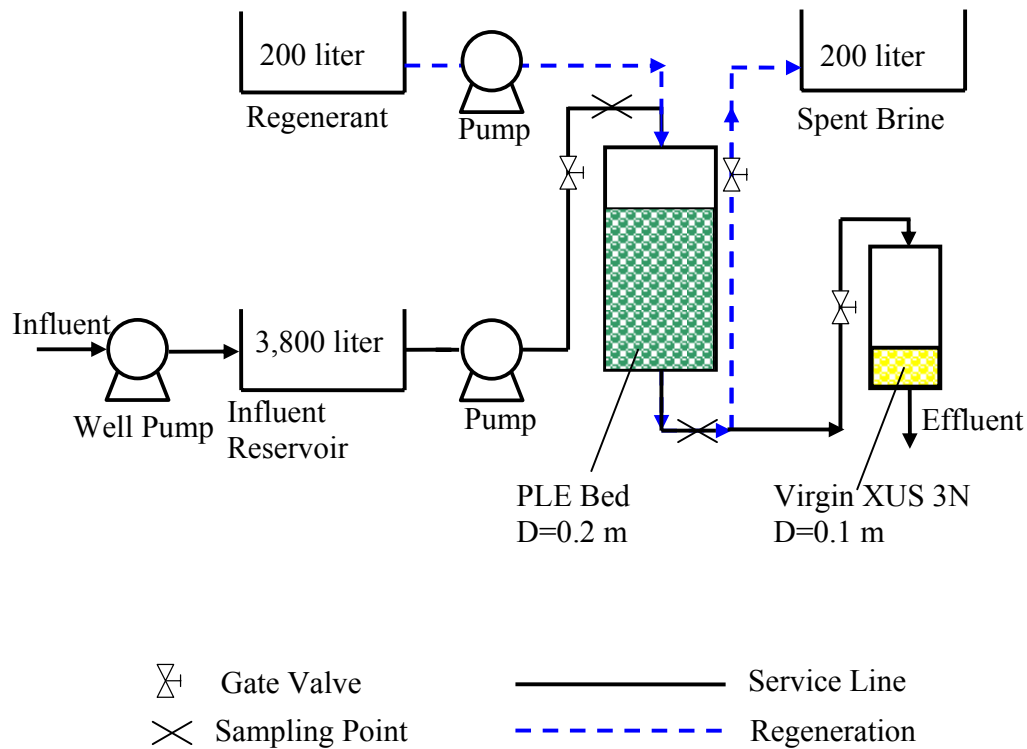 200 liter
Regenerant
Pump
200 liter
Spent Brine
Influent
Well Pump
3,800 liter
Influent
Reservoir
Pump
Effluent
PLE Bed
D=0.2 m
Virgin XUS 3N
D=0.1 m
Gate Valve
Service Line
Sampling Point
Regeneration